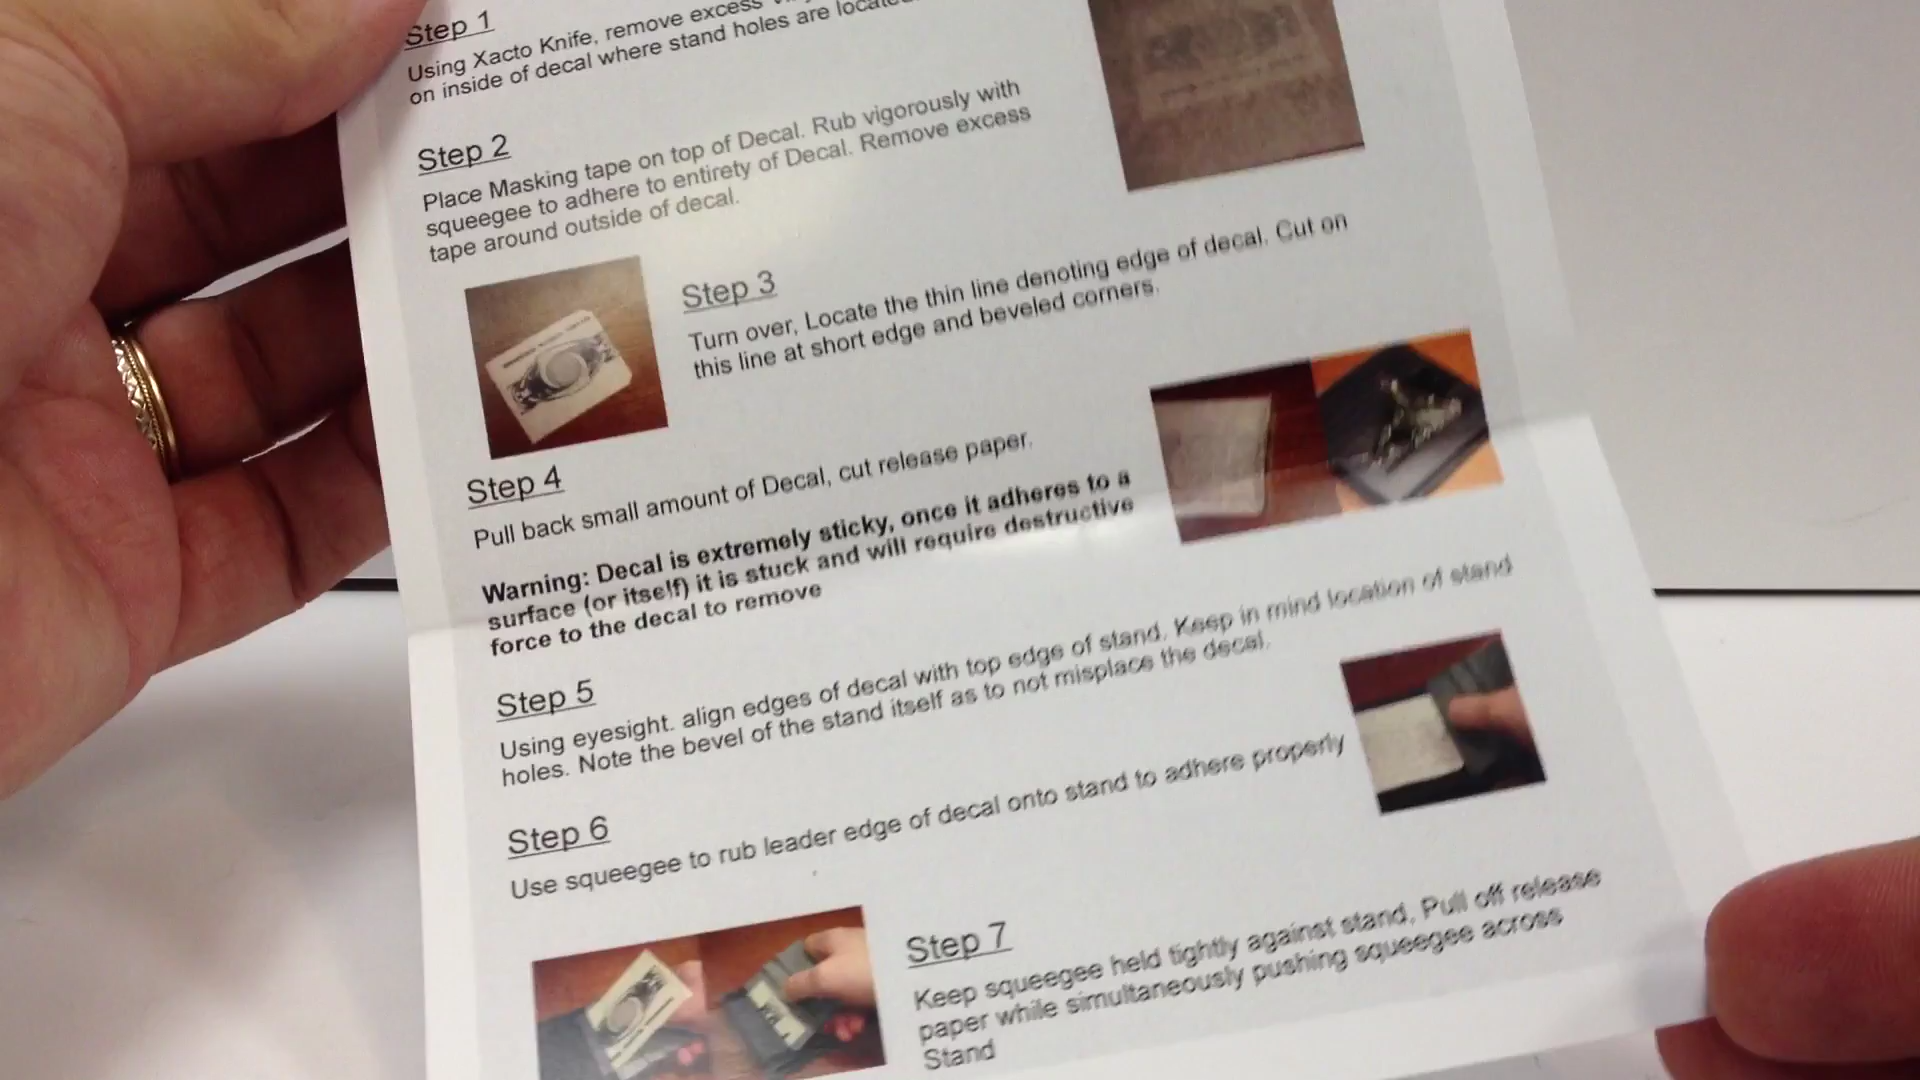 Step 1
Using Xacto Knife, remove excess
on inside of decal where stand holes are located
Step 2
Place Masking tape on top of Decal. Rub vigorously with
squeegee to adhere to entirety of Decal. Remove excess
tape around outside of decal.
Step 3
Turn over, Locate the thin line denoting edge of decal. Cut on
this line at short edge and beveled corners.
Step 4
Pull back small amount of Decal, cut release paper.
Warning: Decal is extremely sticky, once it adheres to a
surface (or itself) it is stuck and will require destructive
force to the decal to remove
Step 5
Using eyesight. align edges of decal with top edge of stand. Keep in mind location of stand
holes. Note the bevel of the stand itself as to not misplace the decal.
Step 6
Use squeegee to rub leader edge of decal onto stand to adhere properly
Step 7
Keep squeegee held tightly against stand, Pull off release
paper while simultaneously pushing squeegee across
Stand